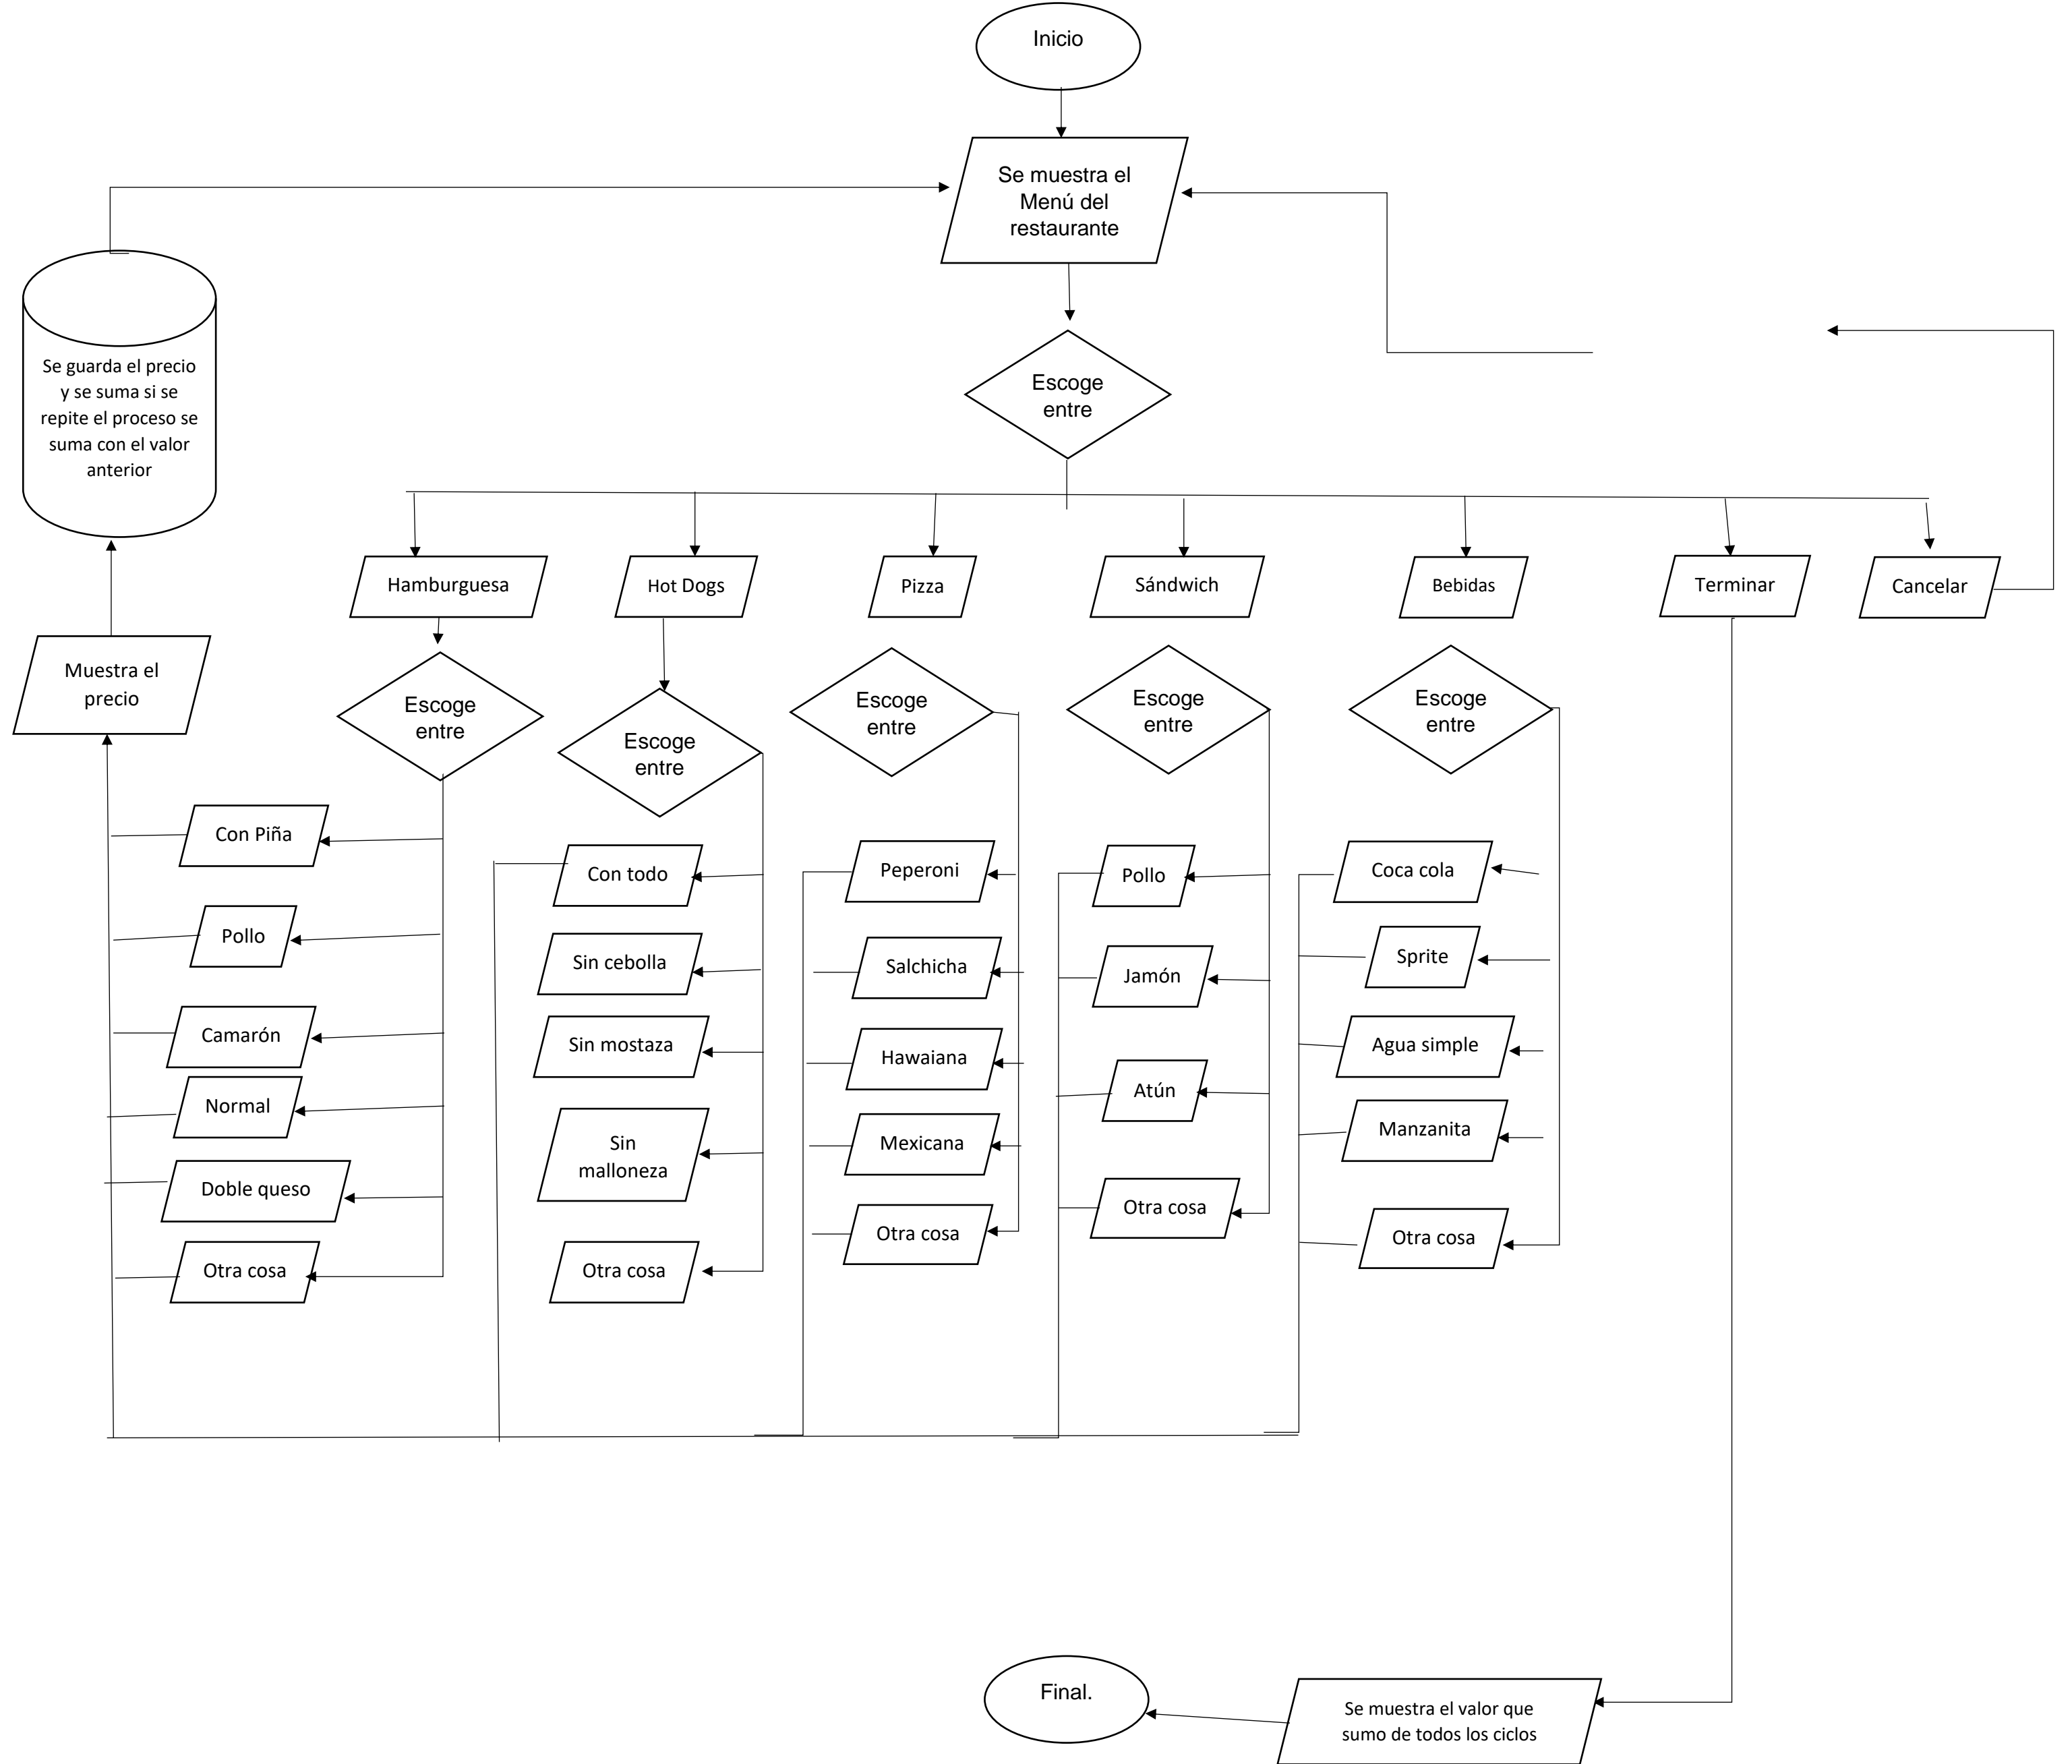 Inicio
Se muestra el
Menú del
restaurante
Se guarda el precio
y se suma si se
repite el proceso se
suma con el valor
anterior
Escoge
entre
Hamburguesa
Hot Dogs
Pizza
Sándwich
Bebidas
Terminar
Cancelar
Muestra el
precio
Escoge
entre
Escoge
entre
Escoge
entre
Escoge
entre
Escoge
entre
Con Piña
Pollo
Camarón
Normal
Doble queso
Otra cosa
Con todo
Sin cebolla
Sin mostaza
Sin
malloneza
Otra cosa
Peperoni
Salchicha
Hawaiana
Mexicana
Otra cosa
Pollo
Jamón
Atún
Otra cosa
Coca cola
Sprite
Agua simple
Manzanita
Otra cosa
Final.
Se muestra el valor que
sumo de todos los ciclos